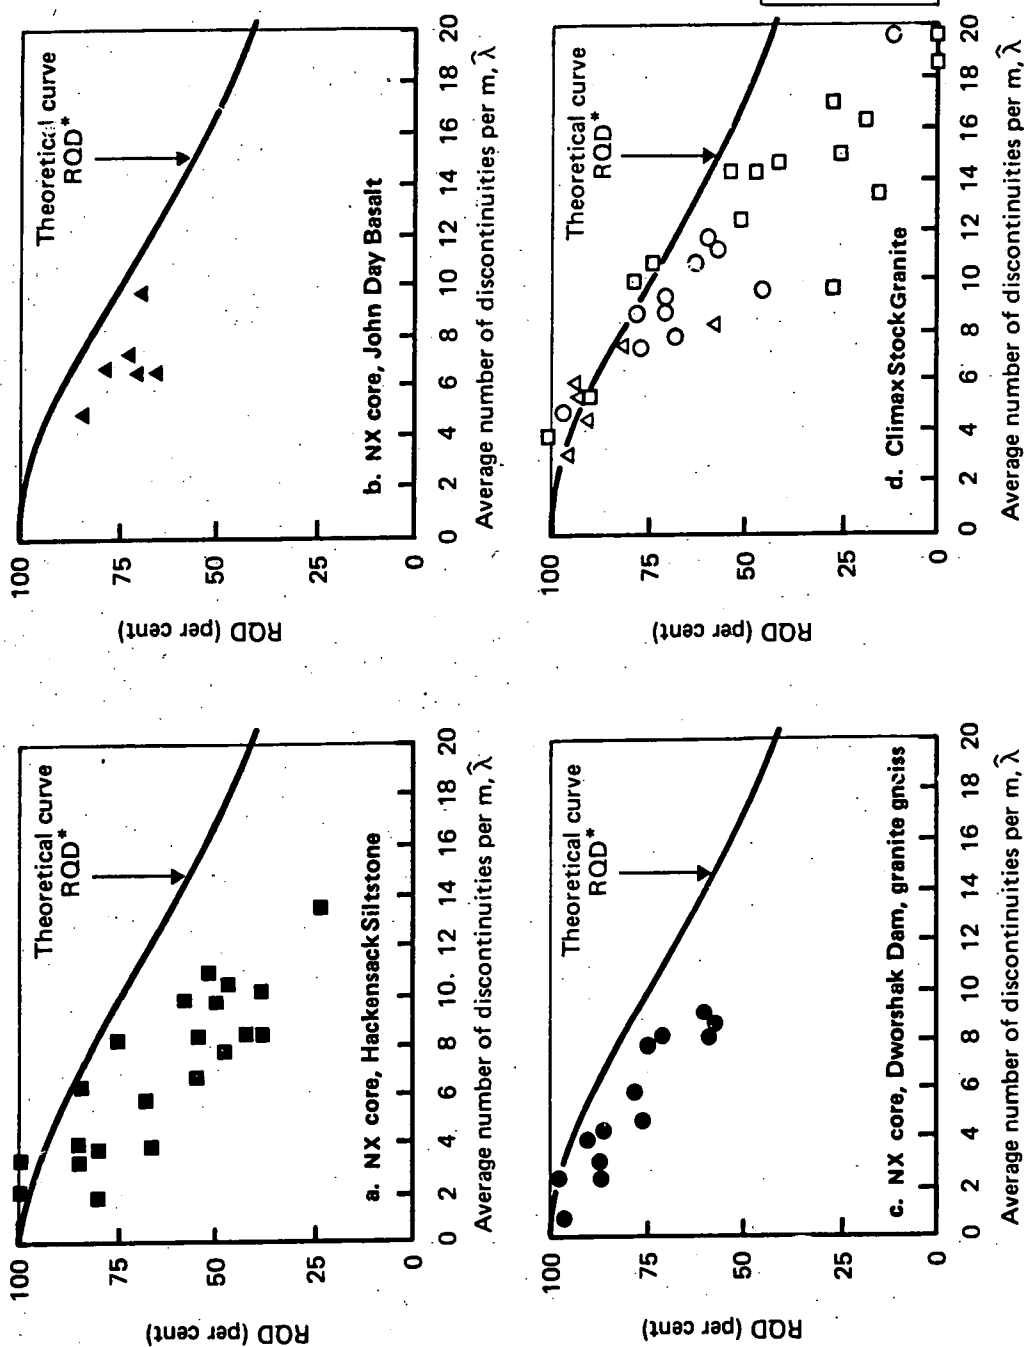 Theoretical curve
RQD*
a. NX core, Hackensack Siltstone
100
75
50
25
0
RQD (per cent)
0 2 4 6 8 10 12 14 16 18 20
Average number of discontinuities per m, λ̂
Theoretical curve
RQD*
b. NX core, John Day Basalt
100
75
50
25
0
RQD (per cent)
0 2 4 6 8 10 12 14 16 18 20
Average number of discontinuities per m, λ̂
Theoretical curve
RQD*
c. NX core, Dworshak Dam, granite gneiss
100
75
50
25
0
RQD (per cent)
0 2 4 6 8 10 12 14 16 18 20
Average number of discontinuities per m, λ̂
Theoretical curve
RQD*
d. Climax Stock Granite
100
75
50
25
0
RQD (per cent)
0 2 4 6 8 10 12 14 16 18 20
Average number of discontinuities per m, λ̂